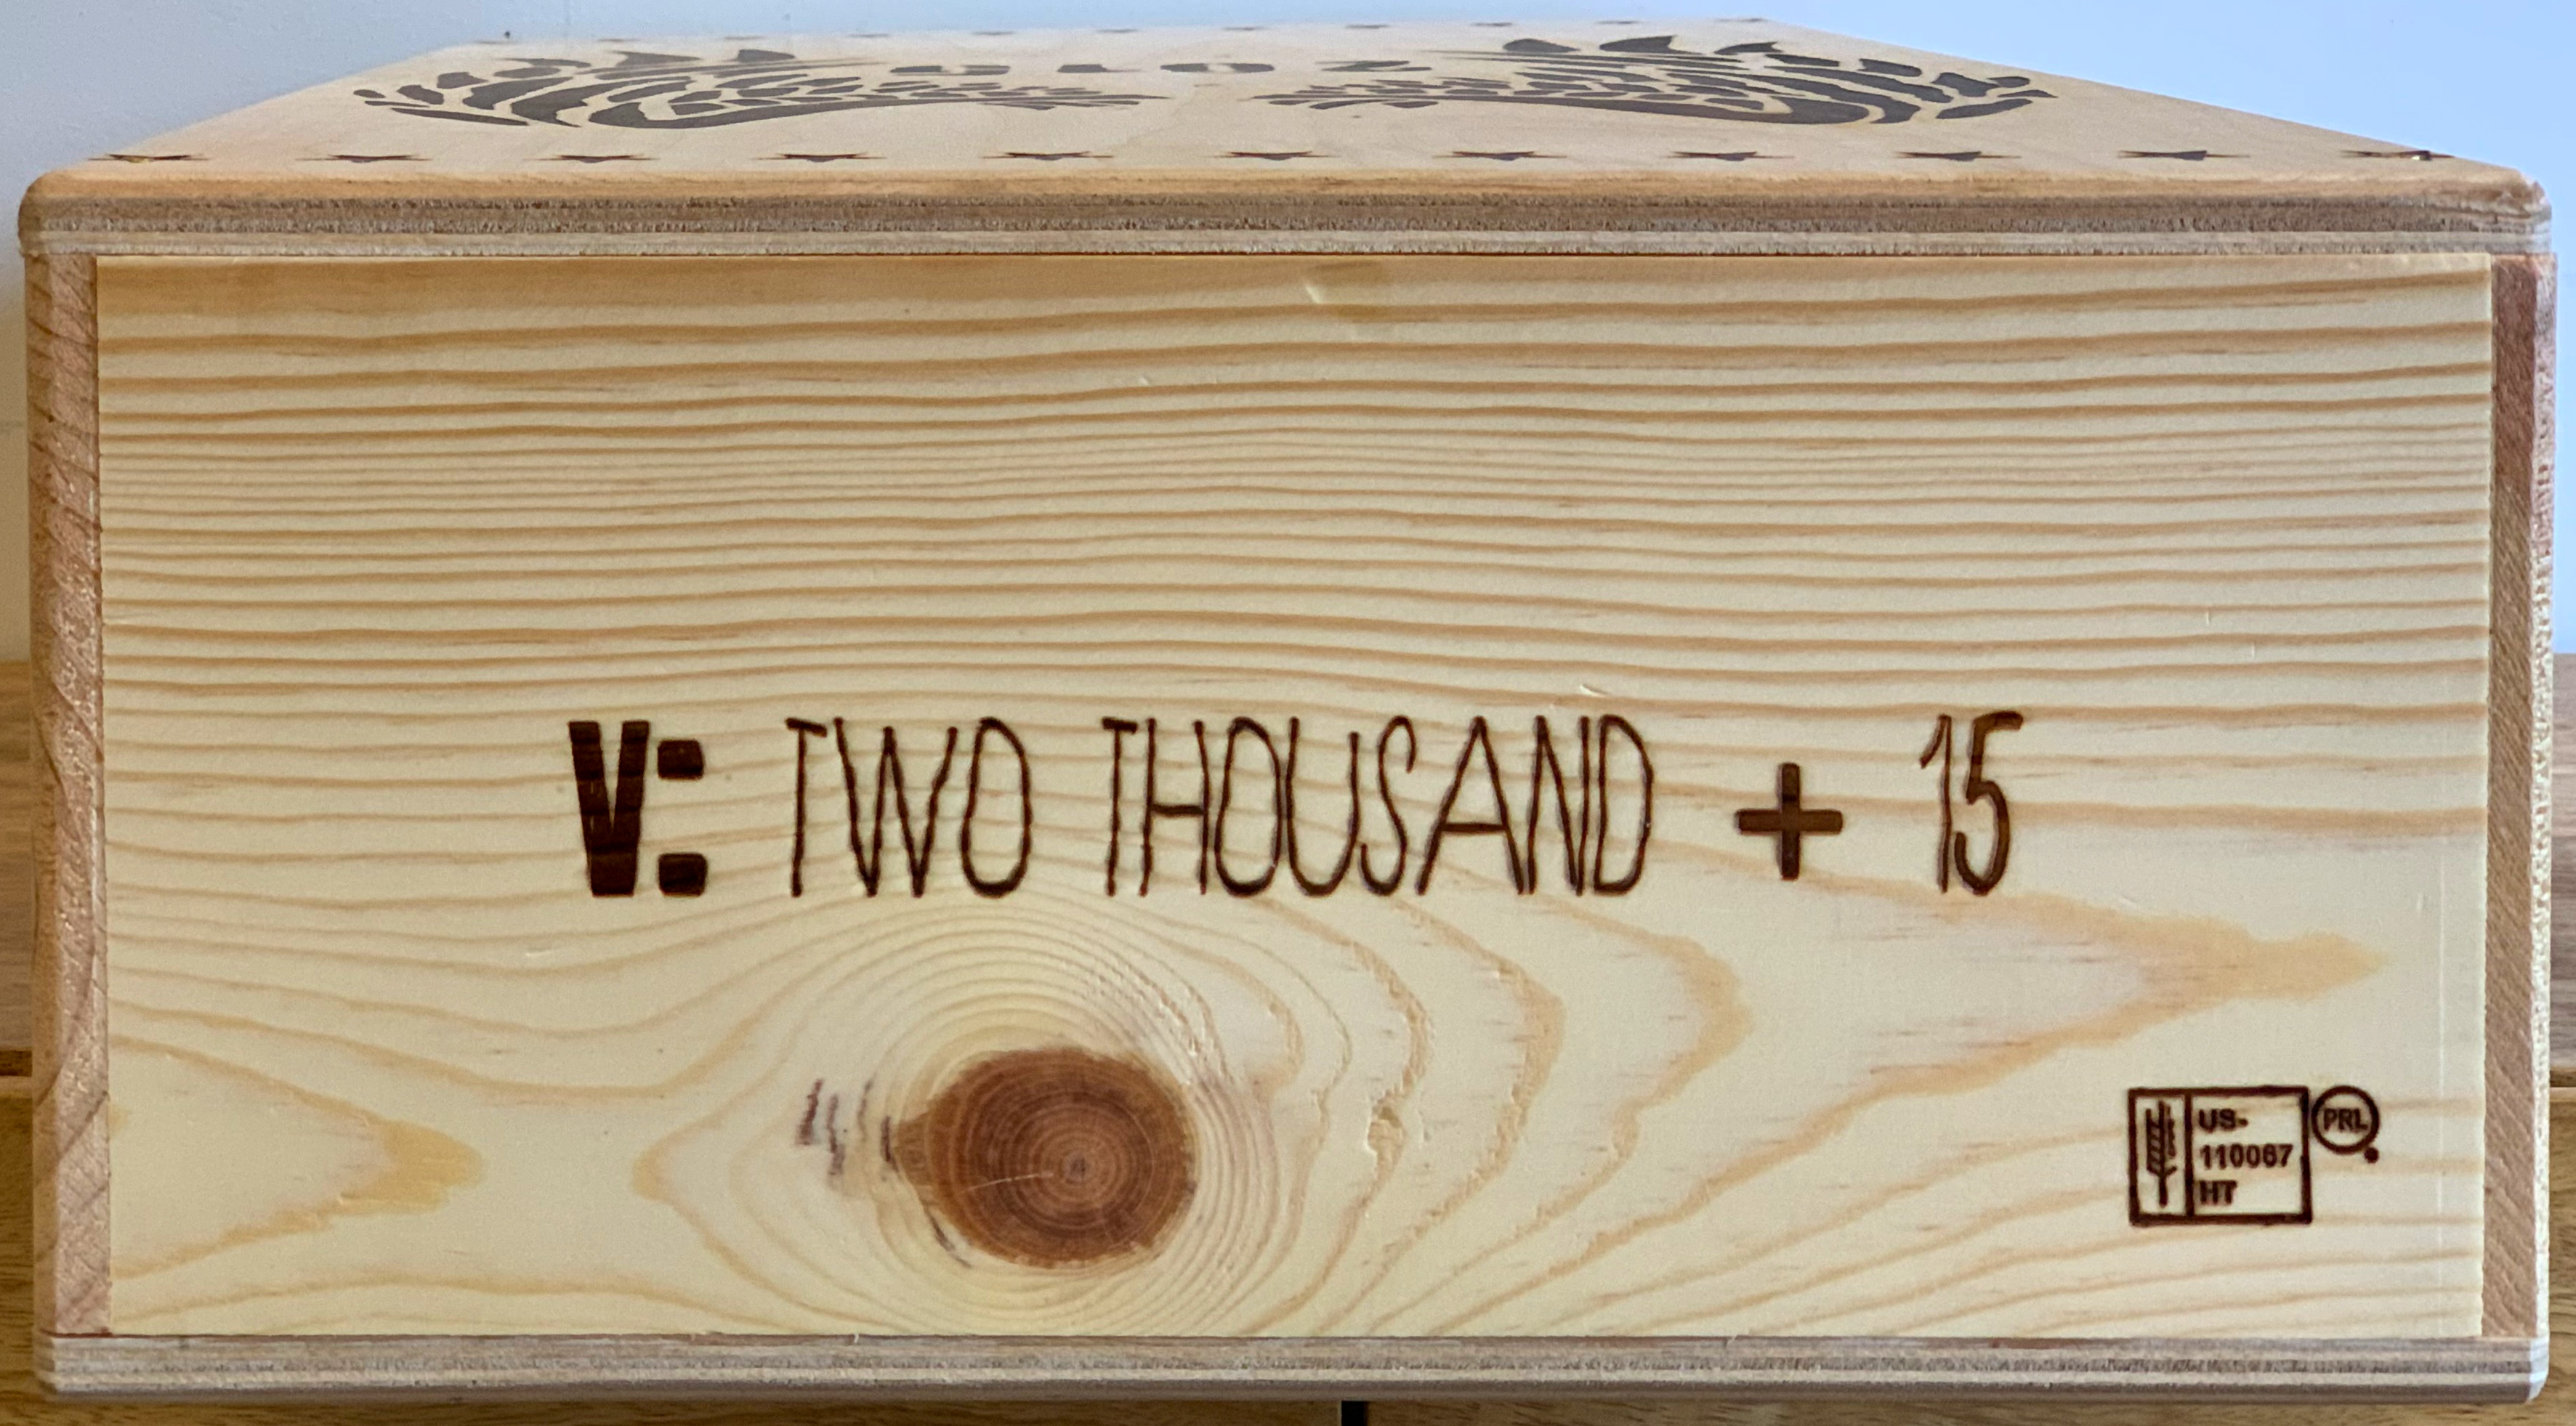 V: TWO THOUSAND + 15
US-
110067
HT
PRL